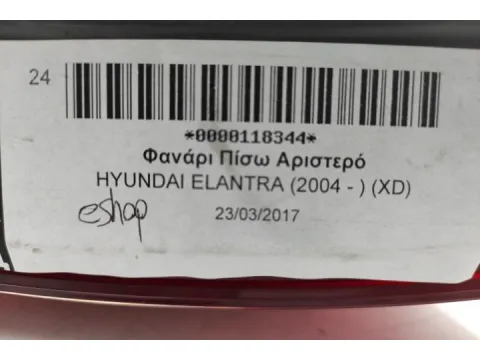 24
*0000118344*
Φανάρι Πίσω Αριστερό
HYUNDAI ELANTRA (2004 - ) (XD)
eshop 23/03/2017